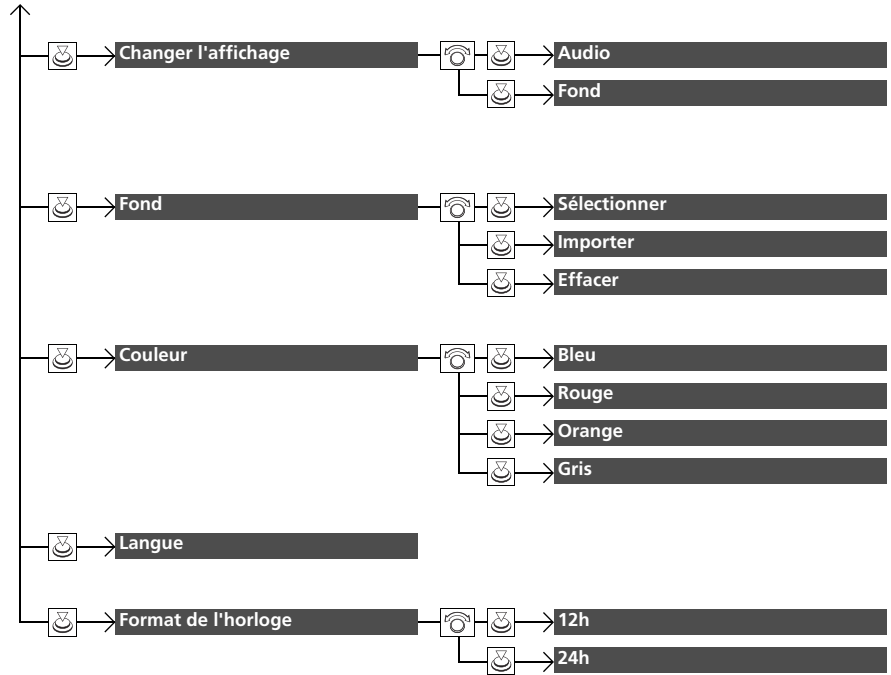 Changer l'affichage
Audio
Fond
Fond
Sélectionner
Importer
Effacer
Couleur
Bleu
Rouge
Orange
Gris
Langue
Format de l'horloge
12h
24h